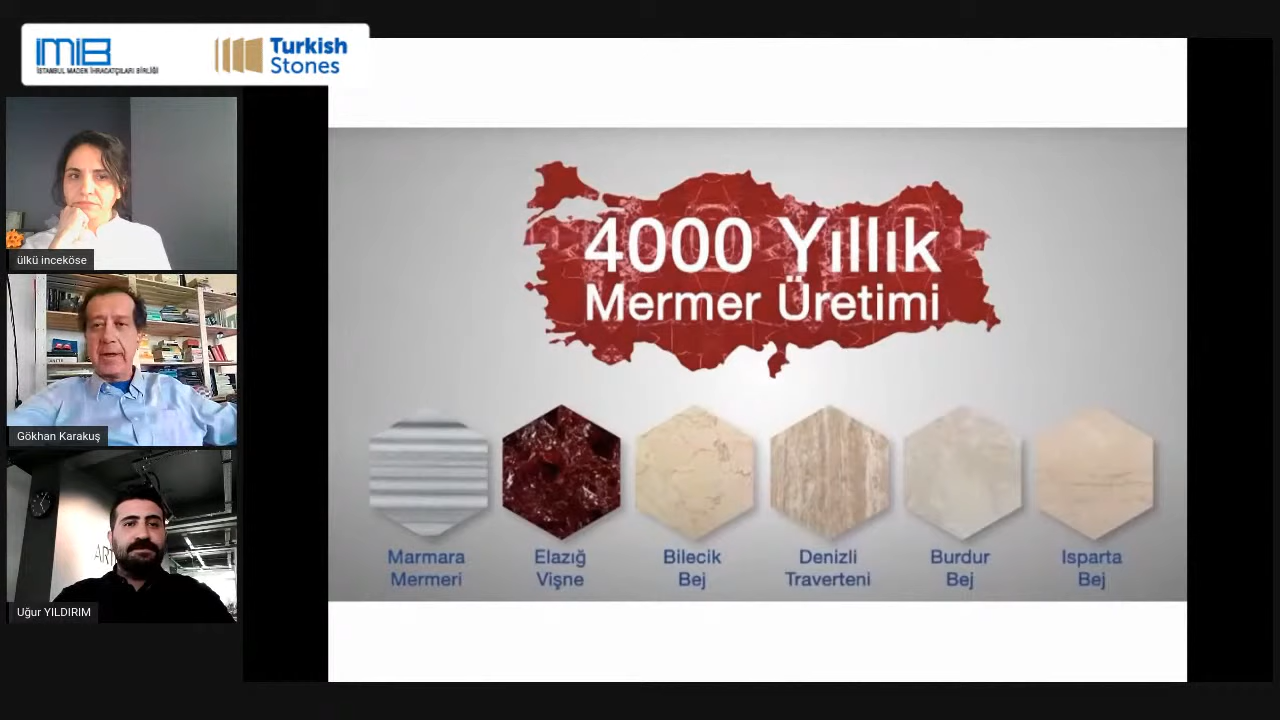 İMİB
İSTANBUL MADEN İHRACATÇILARI BİRLİĞİ
Turkish
Stones
ülkü inceköse
Gökhan Karakuş
Uğur YILDIRIM
4000 Yıllık
Mermer Üretimi
Marmara
Mermeri
Elazığ
Vişne
Bilecik
Bej
Denizli
Traverteni
Burdur
Bej
Isparta
Bej